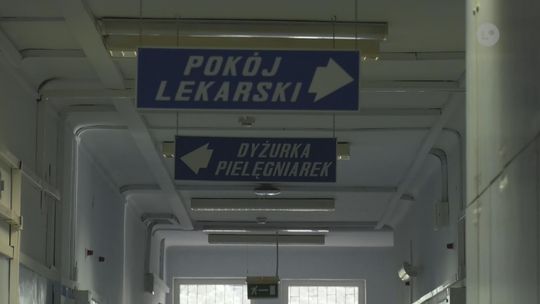 POKÓJ
LEKARSKI
DYŻURKA
PIELĘGNIAREK